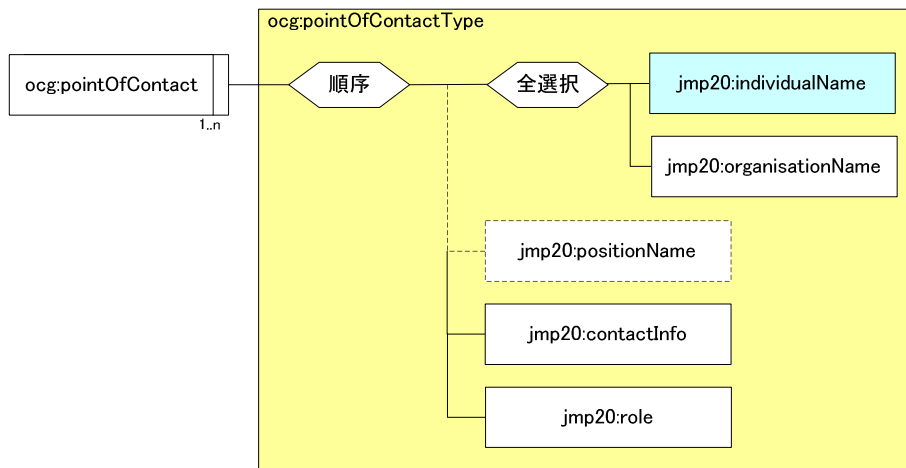 ocg:pointOfContactType
ocg:pointOfContact
1..n
順序
全選択
jmp20:individualName
jmp20:organisationName
jmp20:positionName
jmp20:contactInfo
jmp20:role